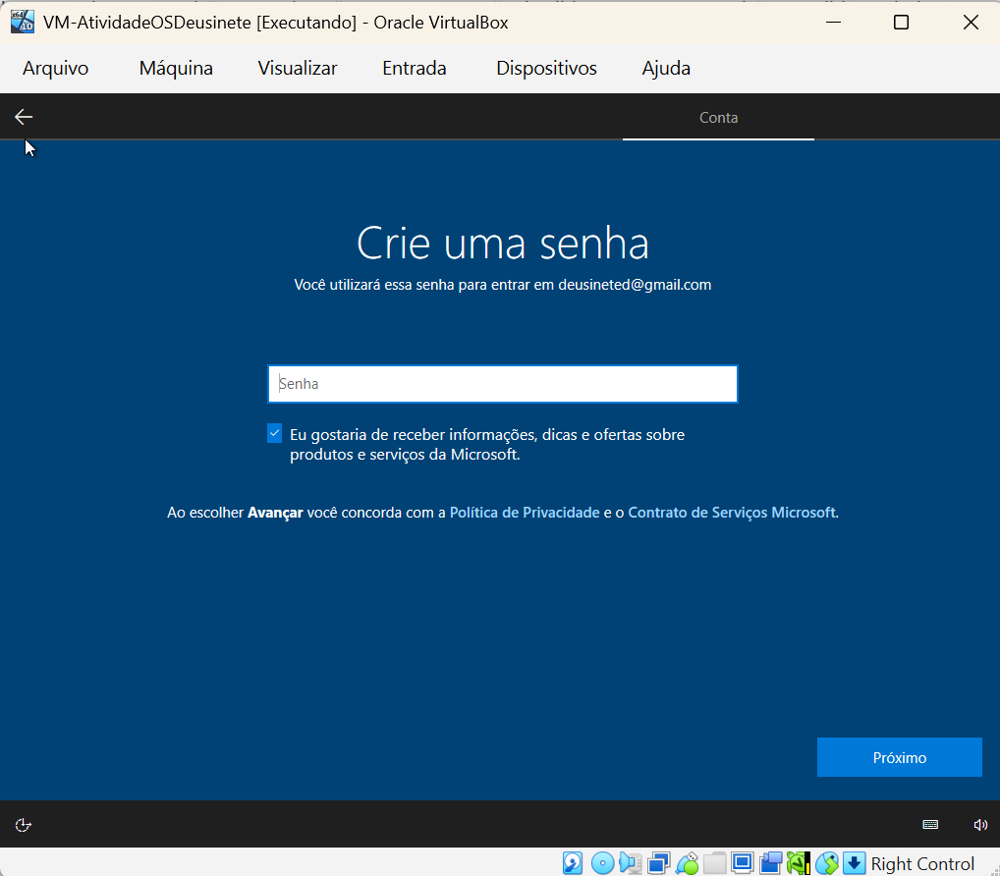 VM-AtividadeOSDeusinete [Executando] - Oracle VirtualBox
Arquivo Máquina Visualizar Entrada Dispositivos Ajuda
Conta
Crie uma senha
Você utilizará essa senha para entrar em deusineted@gmail.com
Senha
Eu gostaria de receber informações, dicas e ofertas sobre
produtos e serviços da Microsoft.
Ao escolher Avançar você concorda com a Política de Privacidade e o Contrato de Serviços Microsoft.
Próximo
Right Control